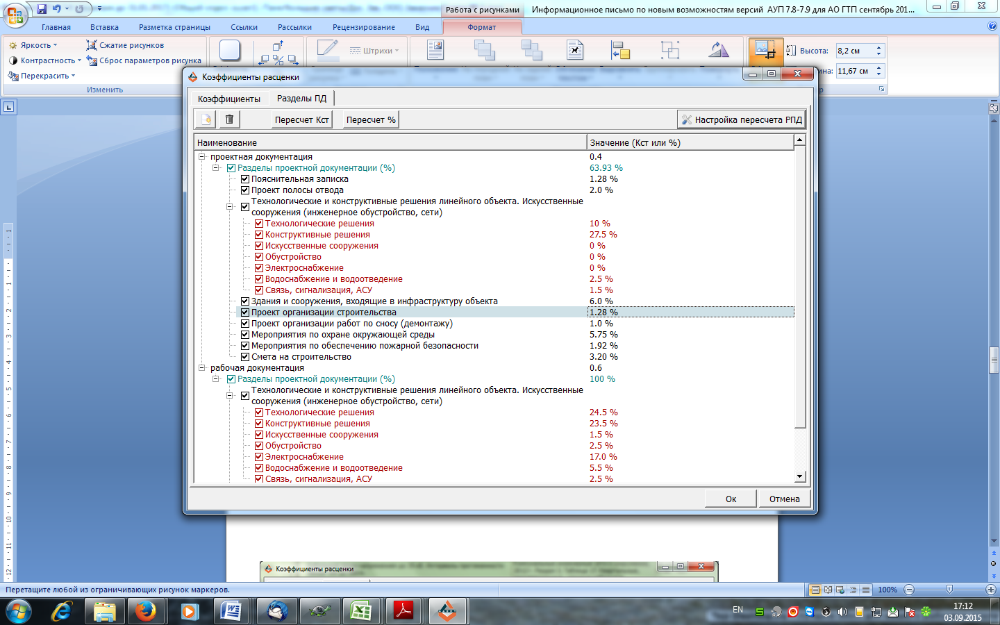 Работа с рисунками
Информационное письмо по новым возможностям версий АУП 7.8-7.9 для АО ГТП сентябрь 201...
Главная
Вставка
Разметка страницы
Ссылки
Рассылки
Рецензирование
Вид
Формат
Яркость
Сжатие рисунков
Контрастность
Сброс параметров рисунка
Перекрасить
Штрихи
Высота:
8,2 см
ина:
11,67 см
Изменить
Коэффициенты расценки
Коэффициенты
Разделы ПД
Пересчет Кст
Пересчет %
Настройка пересчета РПД
Наименование
Значение (Кст или %)
проектная документация
0.4
Разделы проектной документации (%)
63.93 %
Пояснительная записка
1.28 %
Проект полосы отвода
2.0 %
Технологические и конструктивные решения линейного объекта. Искусственные
сооружения (инженерное обустройство, сети)
Технологические решения
10 %
Конструктивные решения
27.5 %
Искусственные сооружения
0 %
Обустройство
0 %
Электроснабжение
0 %
Водоснабжение и водоотведение
2.5 %
Связь, сигнализация, АСУ
1.5 %
Здания и сооружения, входящие в инфраструктуру объекта
6.0 %
Проект организации строительства
1.28 %
Проект организации работ по сносу (демонтажу)
1.0 %
Мероприятия по охране окружающей среды
5.75 %
Мероприятия по обеспечению пожарной безопасности
1.92 %
Смета на строительство
3.20 %
рабочая документация
0.6
Разделы проектной документации (%)
100 %
Технологические и конструктивные решения линейного объекта. Искусственные
сооружения (инженерное обустройство, сети)
Технологические решения
24.5 %
Конструктивные решения
23.5 %
Искусственные сооружения
1.5 %
Обустройство
2.5 %
Электроснабжение
17.0 %
Водоснабжение и водоотведение
5.5 %
Связь, сигнализация, АСУ
2.5 %
Ок
Отмена
Коэффициенты расценки
Перетащите любой из ограничивающих рисунок маркеров.
100%
EN
17:12
03.09.2015